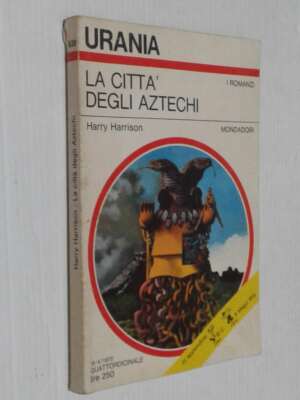 URANIA
LA CITTA'
DEGLI AZTECHI
I ROMANZI
Harry Harrison
MONDADORI
QUATTORDICINALE
lire 250
Harry Harrison - La città degli Aztechi